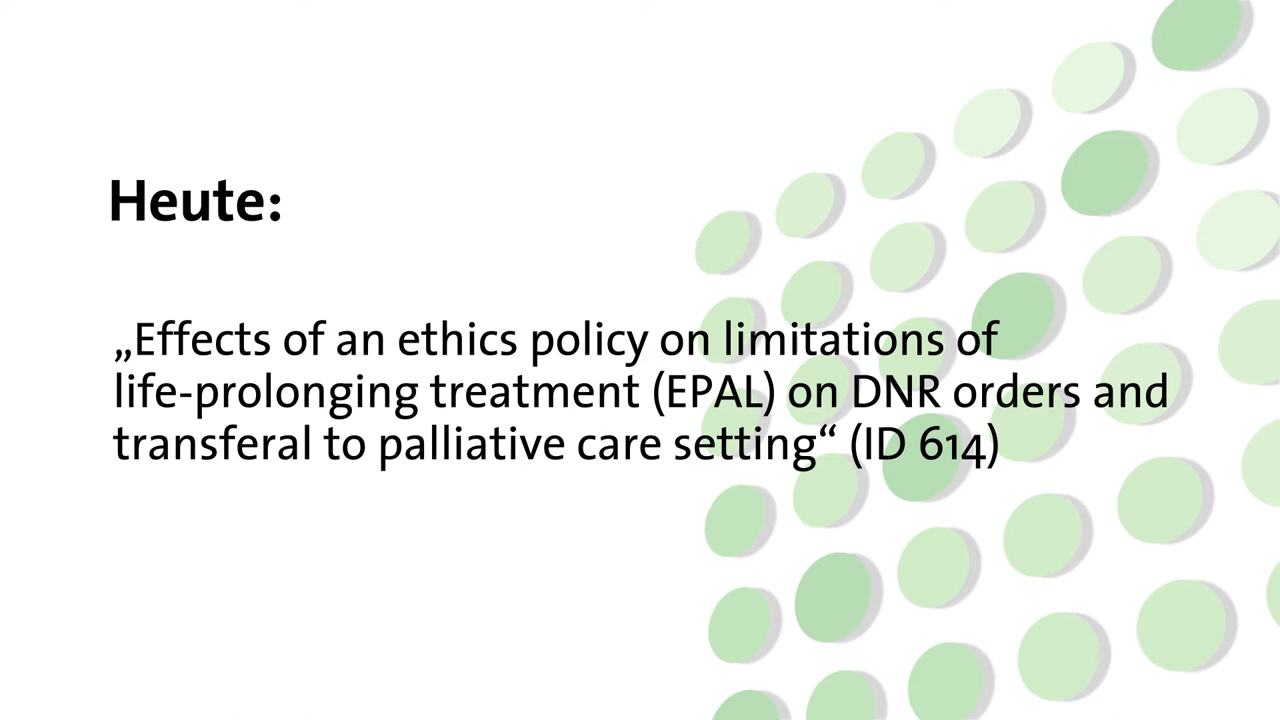 Heute:
„Effects of an ethics policy on limitations of
life-prolonging treatment (EPAL) on DNR orders and
transferal to palliative care setting“ (ID 614)